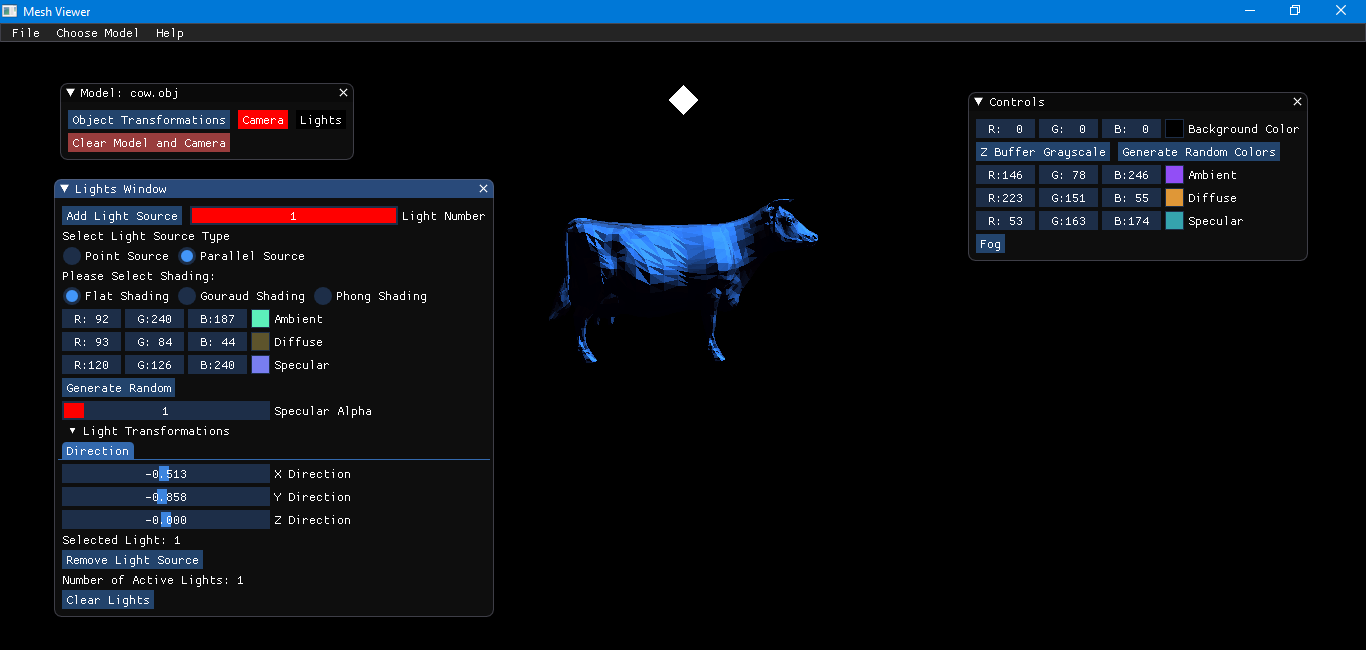 Mesh Viewer
File Choose Model Help
Model: cow.obj
Object Transformations Camera Lights
Clear Model and Camera
Lights Window
Add Light Source 1 Light Number
Select Light Source Type
Point Source Parallel Source
Please Select Shading:
Flat Shading Gouraud Shading Phong Shading
R: 92 G:240 B:187 Ambient
R: 93 G: 84 B: 44 Diffuse
R:120 G:126 B:240 Specular
Generate Random
1 Specular Alpha
Light Transformations
Direction
-0.513 X Direction
-0.858 Y Direction
-0.000 Z Direction
Selected Light: 1
Remove Light Source
Number of Active Lights: 1
Clear Lights
Controls
R: 0 G: 0 B: 0 Background Color
Z Buffer Grayscale Generate Random Colors
R:146 G: 78 B:246 Ambient
R:223 G:151 B: 55 Diffuse
R: 53 G:163 B:174 Specular
Fog